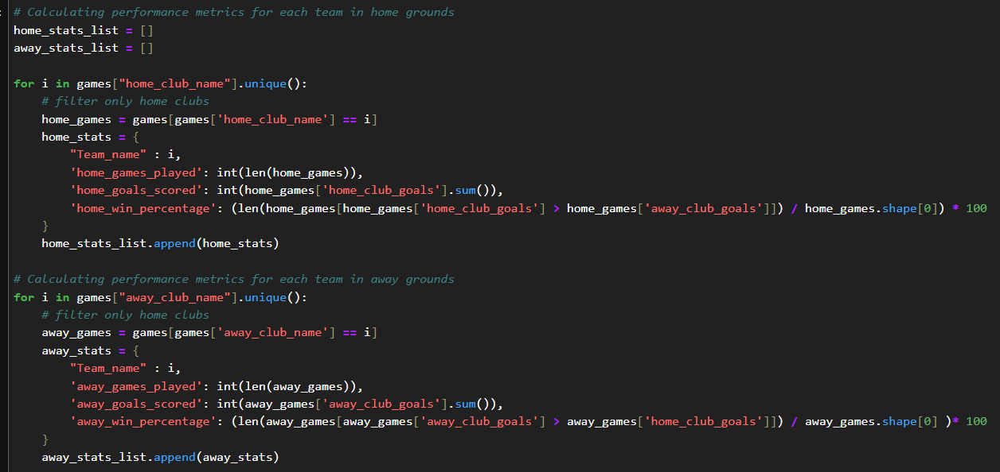 # Calculating performance metrics for each team in home grounds
home_stats_list = []
away_stats_list = []
for i in games["home_club_name"].unique():
# filter only home clubs
home_games = games[games['home_club_name'] == i]
home_stats = {
"Team_name" : i,
'home_games_played': int(len(home_games)),
'home_goals_scored': int(home_games['home_club_goals'].sum()),
'home_win_percentage': (len(home_games[home_games['home_club_goals'] > home_games['away_club_goals']]) / home_games.shape[0]) * 100
}
home_stats_list.append(home_stats)
# Calculating performance metrics for each team in away grounds
for i in games["away_club_name"].unique():
# filter only home clubs
away_games = games[games['away_club_name'] == i]
away_stats = {
"Team_name" : i,
'away_games_played': int(len(away_games)),
'away_goals_scored': int(away_games['away_club_goals'].sum()),
'away_win_percentage': (len(away_games[away_games['away_club_goals'] > away_games['home_club_goals']]) / away_games.shape[0] )* 100
}
away_stats_list.append(away_stats)